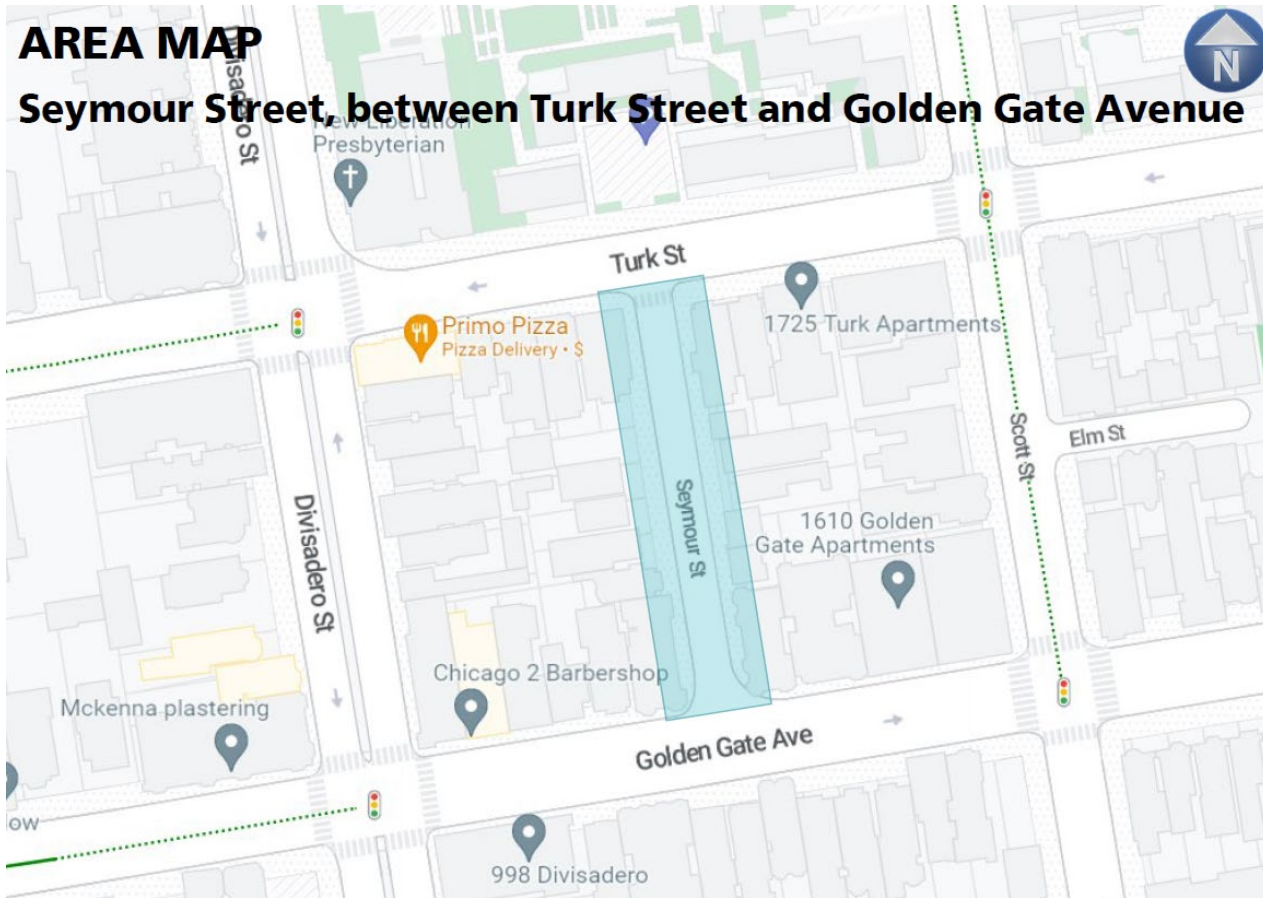 AREA MAP
Seymour Street, between Turk Street and Golden Gate Avenue
N
Divisadero St
New Liberation
Presbyterian
Turk St
Primo Pizza
Pizza Delivery • $
1725 Turk Apartments
Scott St
Elm St
Divisadero St
Seymour St
1610 Golden
Gate Apartments
Chicago 2 Barbershop
Mckenna plastering
Golden Gate Ave
ow
998 Divisadero